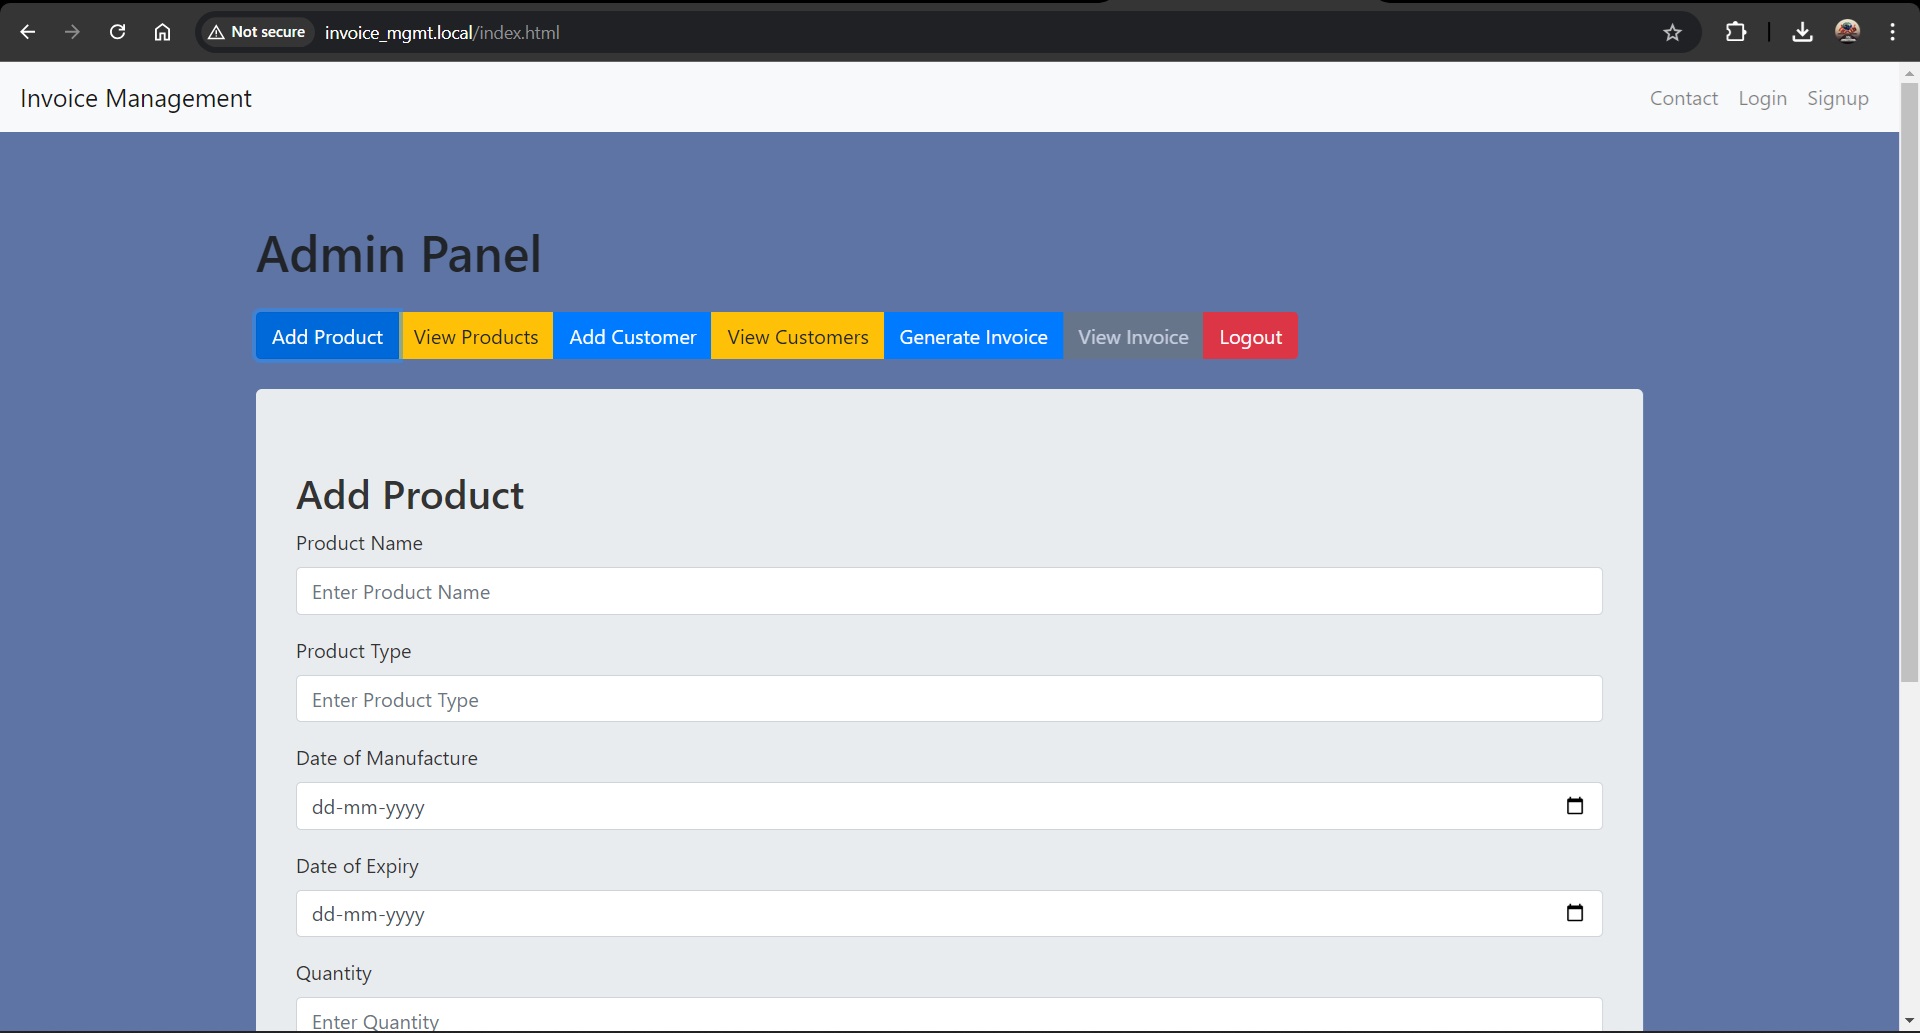 Not secure invoice_mgmt.local/index.html
Invoice Management Contact Login Signup
Admin Panel
Add Product View Products Add Customer View Customers Generate Invoice View Invoice Logout
Add Product
Product Name
Enter Product Name
Product Type
Enter Product Type
Date of Manufacture
dd-mm-yyyy
Date of Expiry
dd-mm-yyyy
Quantity
Enter Quantity